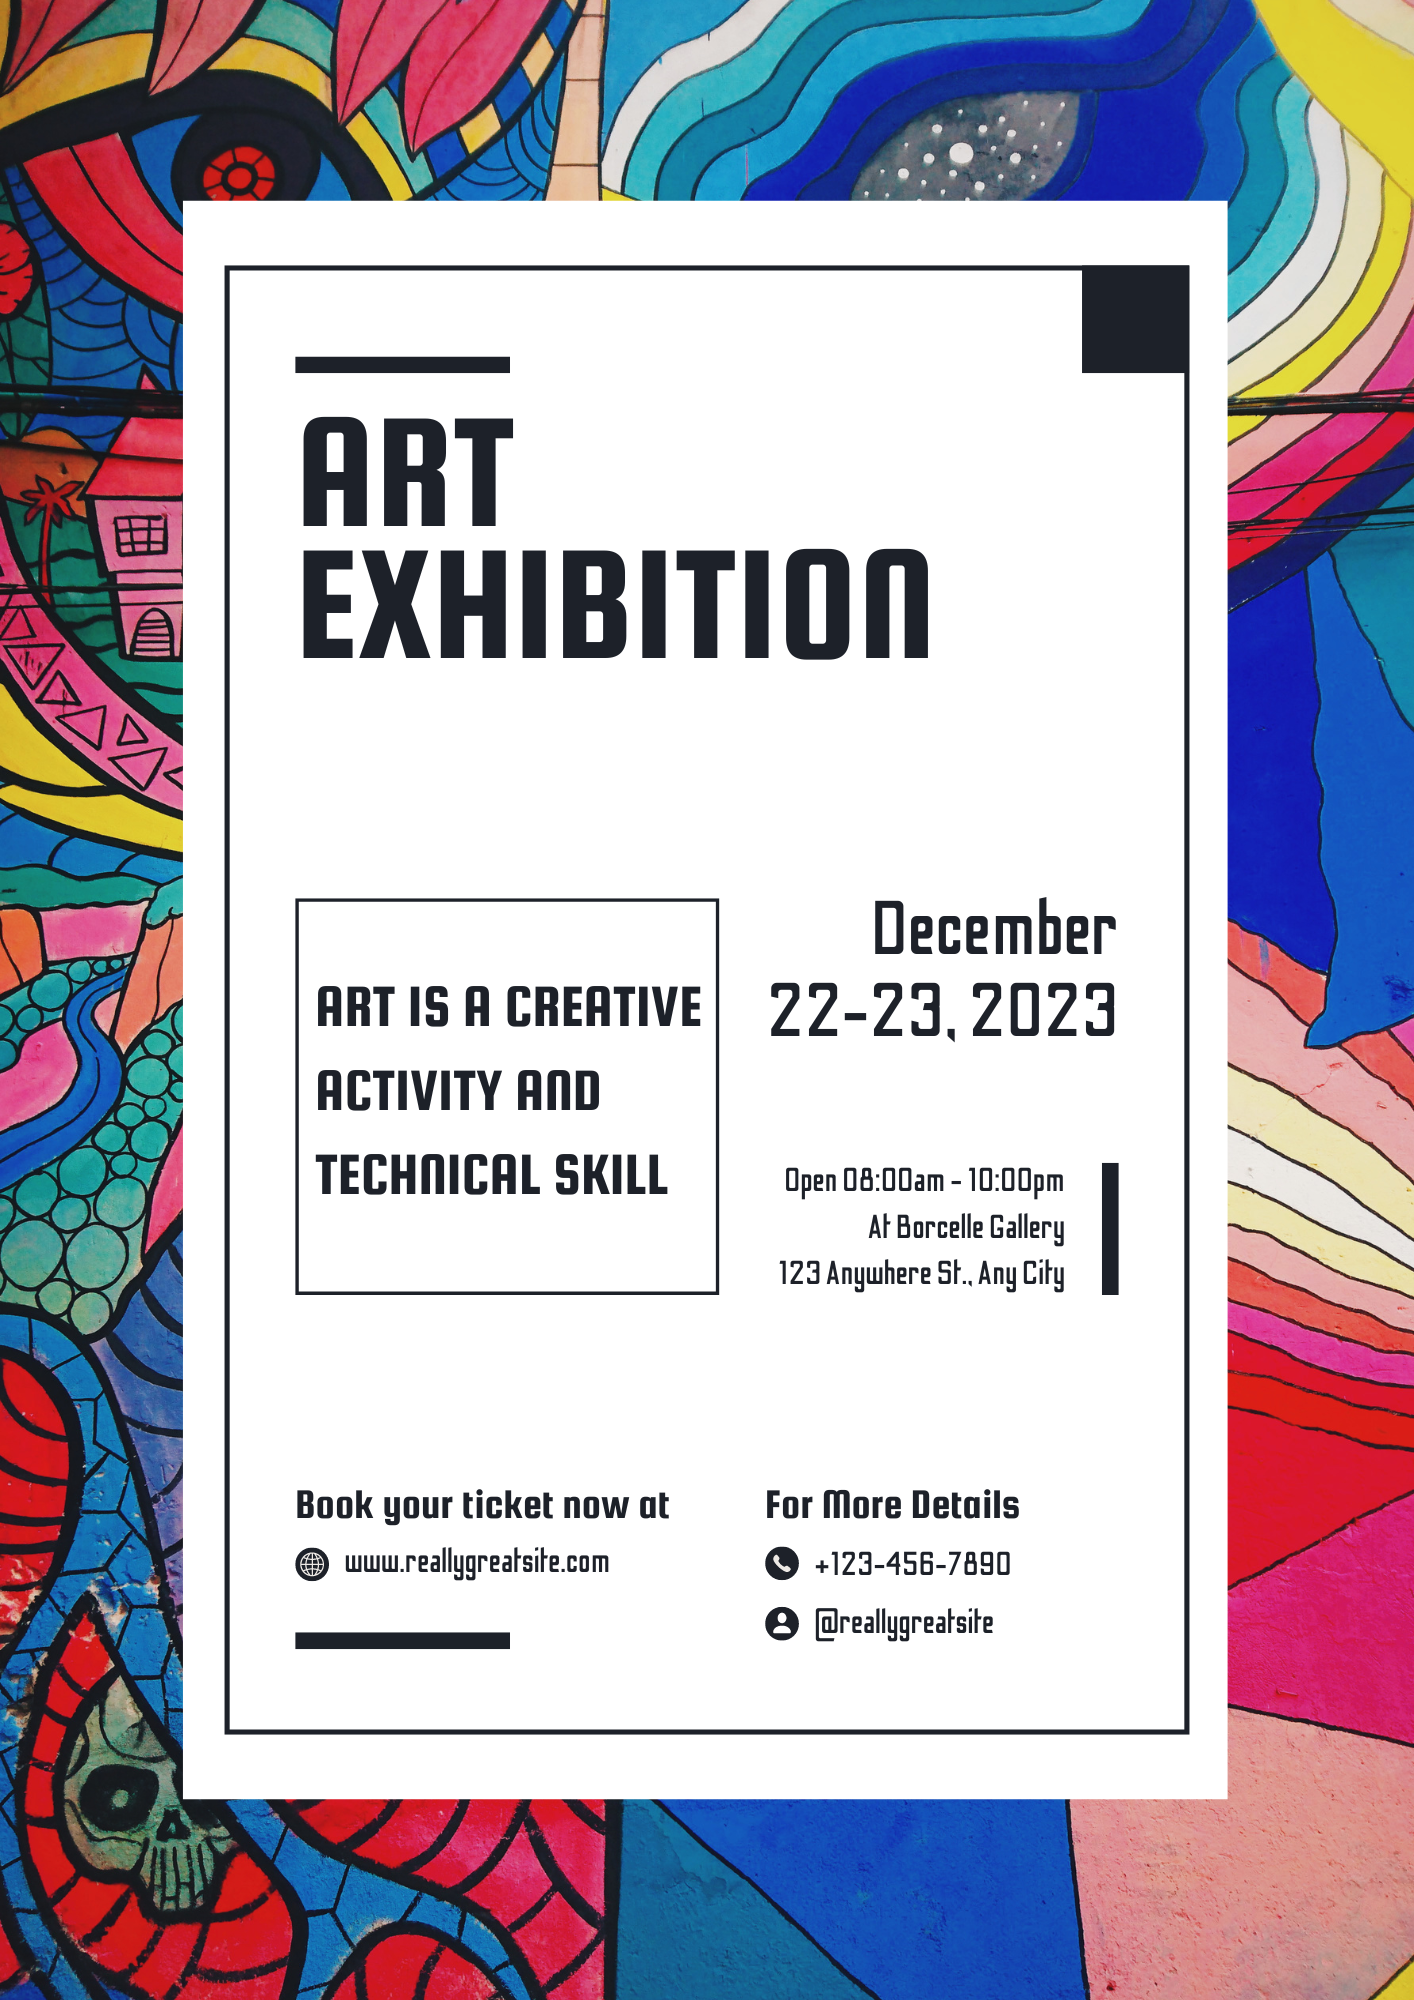 ART
EXHIBITION
ART IS A CREATIVE
ACTIVITY AND
TECHNICAL SKILL
December
22-23, 2023
Open 08:00am - 10:00pm
At Borcelle Gallery
123 Anywhere St., Any City
Book your ticket now at
www.reallygreatsite.com
For More Details
+123-456-7890
@reallygreatsite